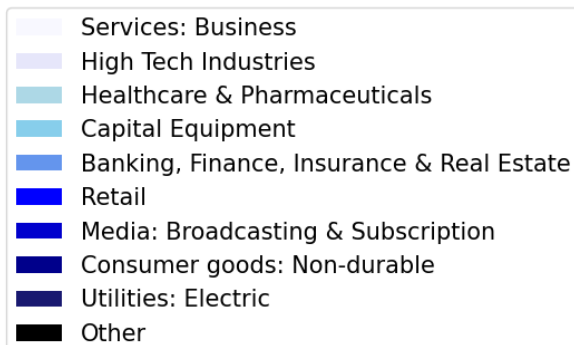 Services: Business
High Tech Industries
Healthcare & Pharmaceuticals
Capital Equipment
Banking, Finance, Insurance & Real Estate
Retail
Media: Broadcasting & Subscription
Consumer goods: Non-durable
Utilities: Electric
Other